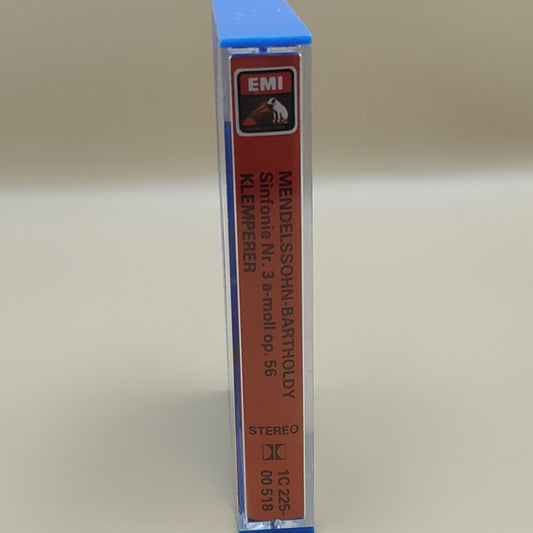 EMI
MENDELSSOHN-BARTHOLDY
Sinfonie Nr. 3 a-moll op. 56
KLEMPERER
STEREO
1C 225-
00 518